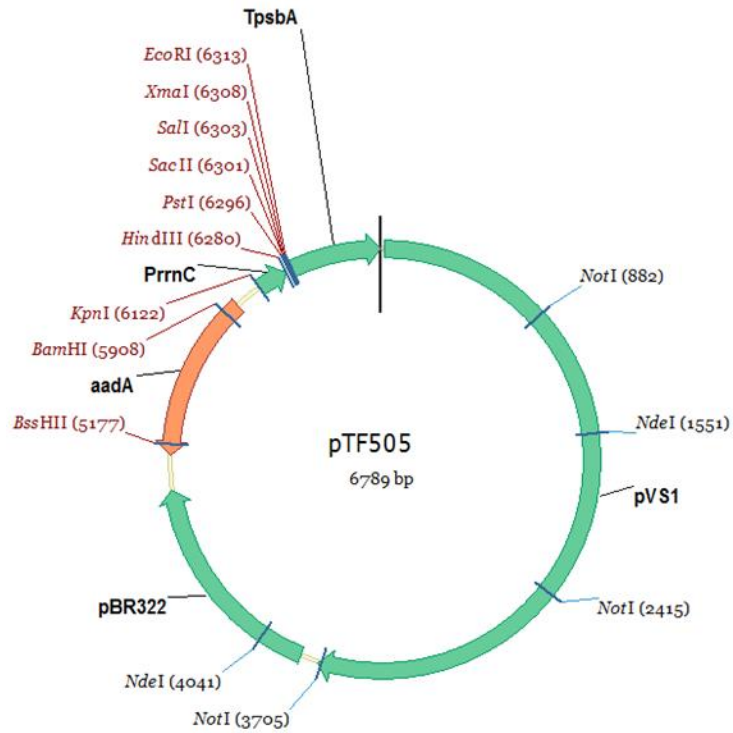 TpsbA
EcoRI (6313)
XmaI (6308)
SalI (6303)
SacII (6301)
PstI (6296)
HindIII (6280)
PrrnC
KpnI (6122)
BamHI (5908)
aadA
BssHII (5177)
NotI (882)
NdeI (1551)
pTF505
6789 bp
pVS1
NotI (2415)
pBR322
NdeI (4041)
NotI (3705)